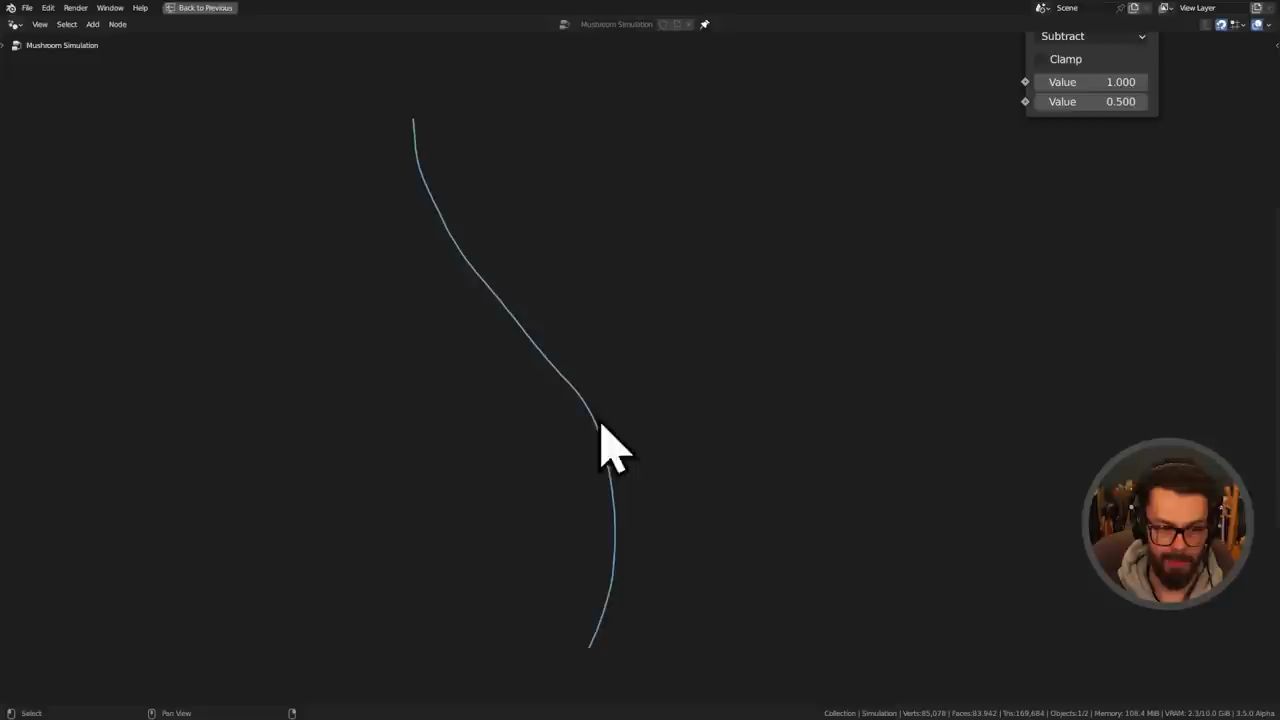 File Edit Render Window Help Back to Previous Scene View Layer
View Select Add Node Mushroom Simulation
Mushroom Simulation
Subtract
Clamp
Value 1.000
Value 0.500
Select Pan View Collection | Simulation | Verts:85,078 | Faces:83,942 | Tris:169,684 | Objects:1/2 | Memory: 108.4 MiB | VRAM: 2.3/10.0 GiB | 3.5.0 Alpha